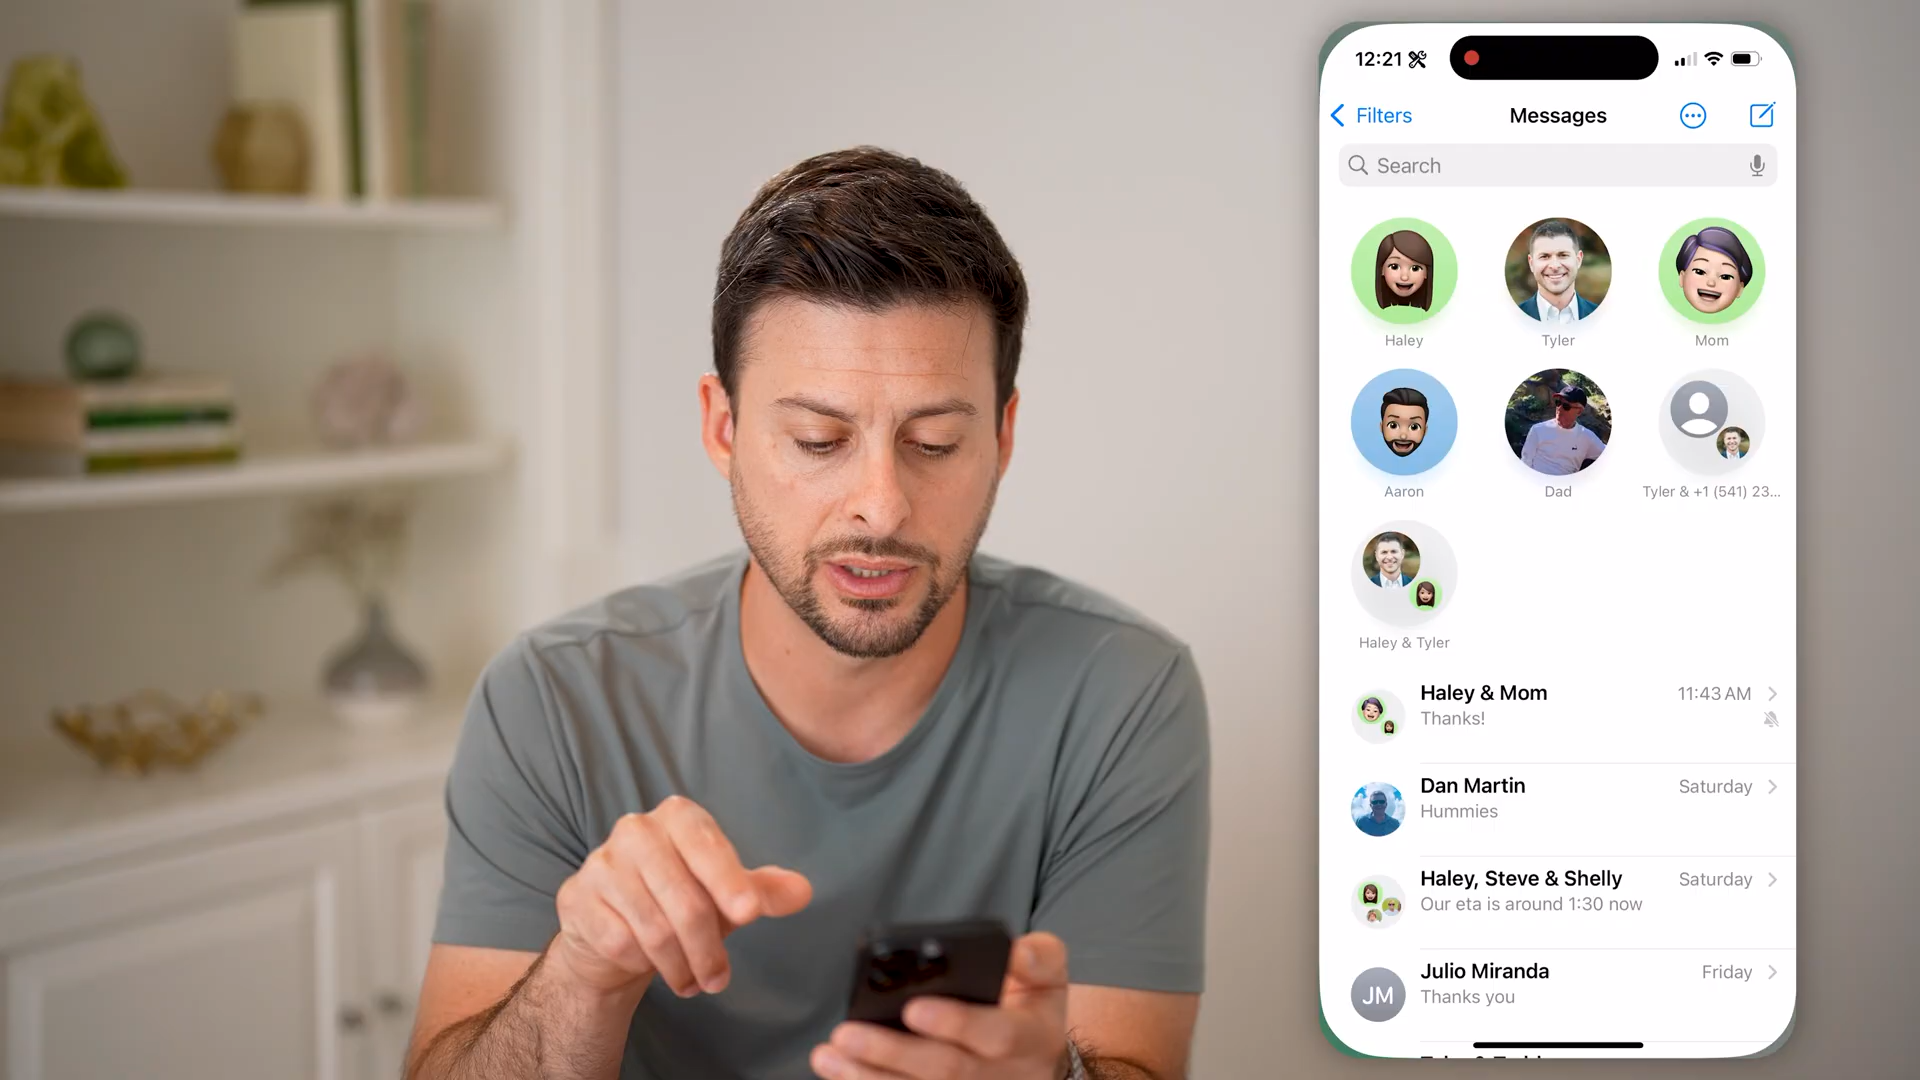 12:21
Filters
Messages
Search
Haley
Tyler
Mom
Aaron
Dad
Tyler & +1 (541) 23...
Haley & Tyler
Haley & Mom
11:43 AM
Thanks!
Dan Martin
Saturday
Hummies
Haley, Steve & Shelly
Saturday
Our eta is around 1:30 now
JM
Julio Miranda
Friday
Thanks you